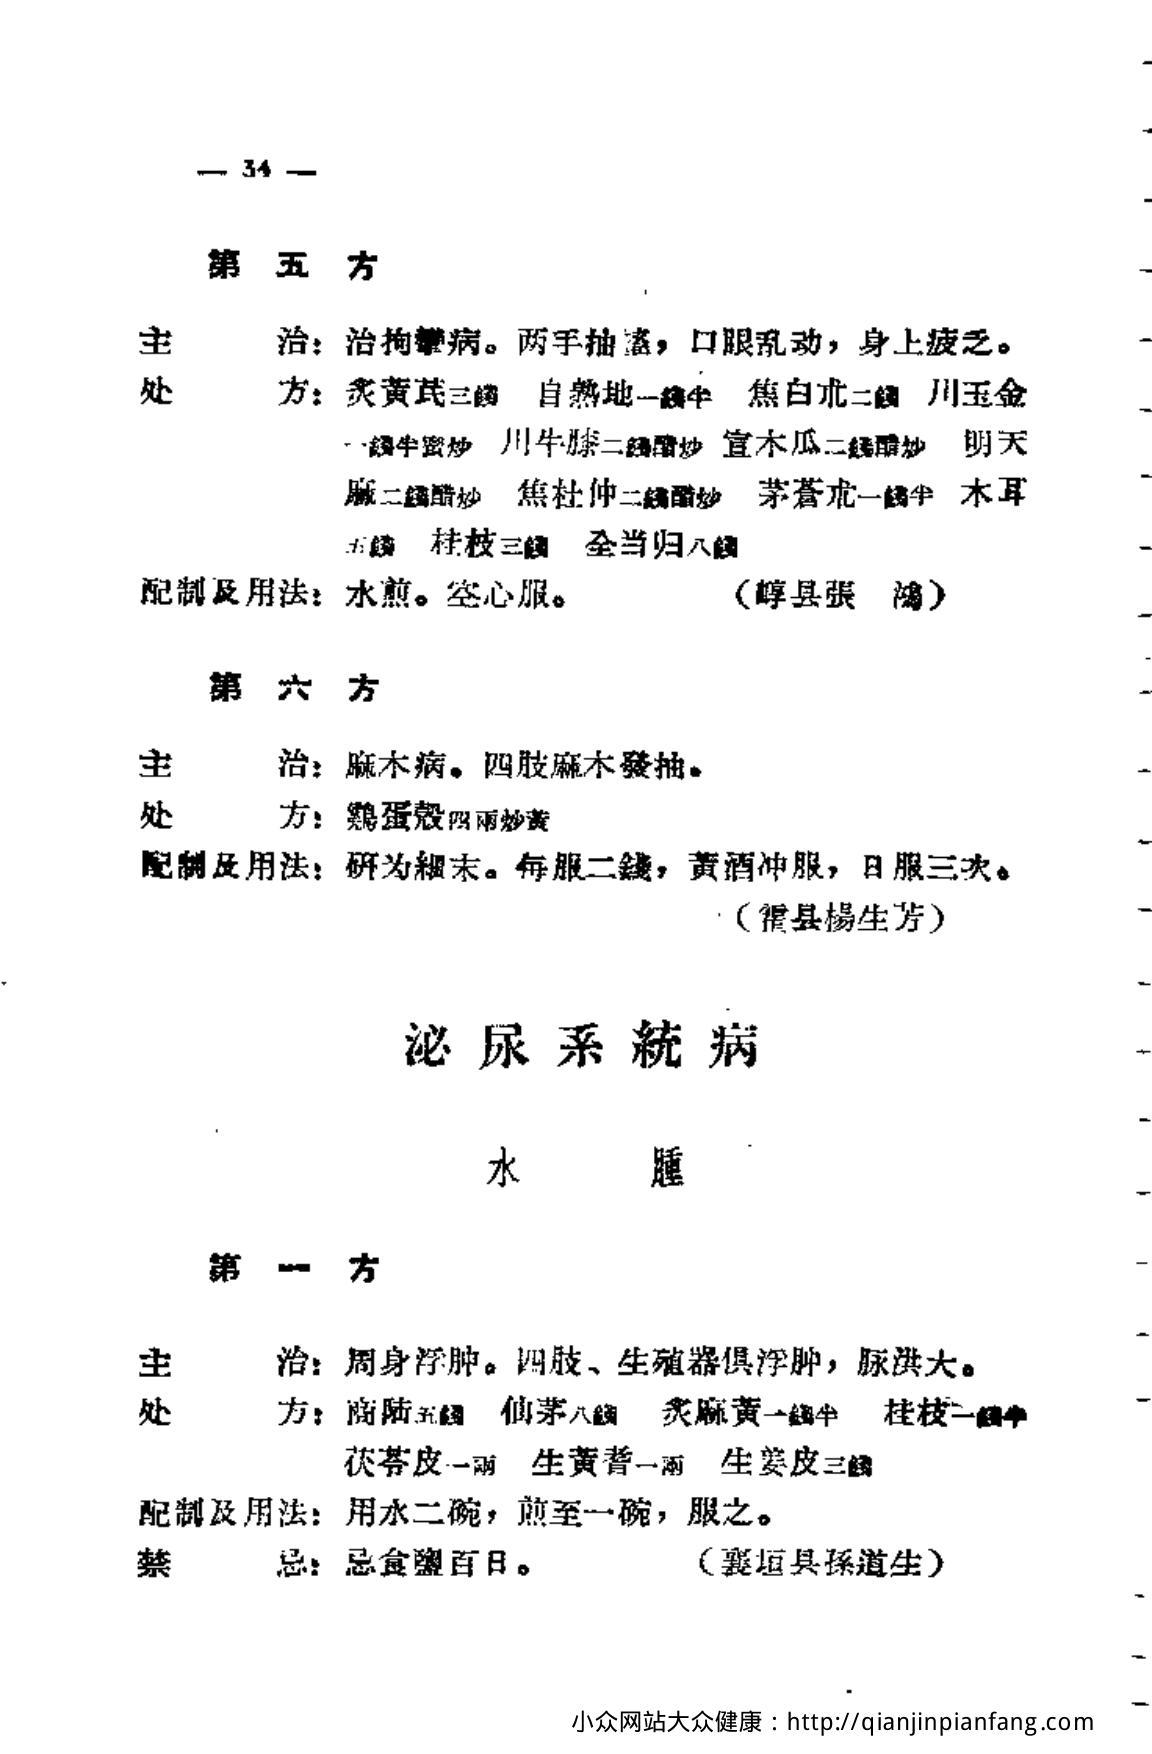 — 34 —
第五方
主治：治拘攣病。两手抽，口眼乱动，身上疲乏。
处方：炙黃芪三錢 自熟地一錢半 焦白朮二錢 川玉金
一錢半蜜炒 川牛膝二錢醋炒 宣木瓜二錢醋炒 明天
麻二錢醋炒 焦杜仲二錢醋炒 茅蒼朮一錢半 木耳
五錢 桂枝三錢 全当归八錢
配制及用法：水煎。空心服。 （崞县張 鴻）
第六方
主治：麻木病。四肢麻木發抽。
处方：鷄蛋殼四兩炒黃
配制及用法：研为細末。每服二錢，黃酒冲服，日服三次。
（霍县楊生芳）
泌尿系統病
水腫
第一方
主治：周身浮肿。四肢、生殖器俱浮肿，脉洪大。
处方：商陆五錢 仙茅八錢 炙麻黃一錢半 桂枝一錢半
茯苓皮一兩 生黃耆一兩 生姜皮三錢
配制及用法：用水二碗，煎至一碗，服之。
禁忌：忌食鹽百日。 （襄垣县孫道生）
小众网站大众健康：http://qianjinpianfang.com